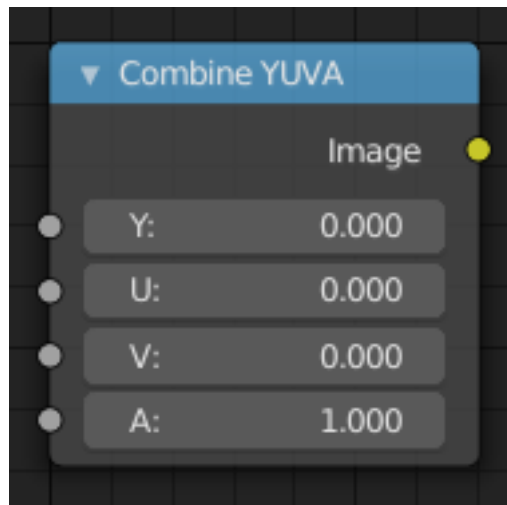 Combine YUVA
Image
Y: 0.000
U: 0.000
V: 0.000
A: 1.000